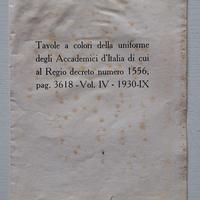 Tavole a colori della uniforme
degli Accademici d'Italia di cui
al Regio decreto numero 1556,
pag. 3618 - Vol. IV - 1930-IX